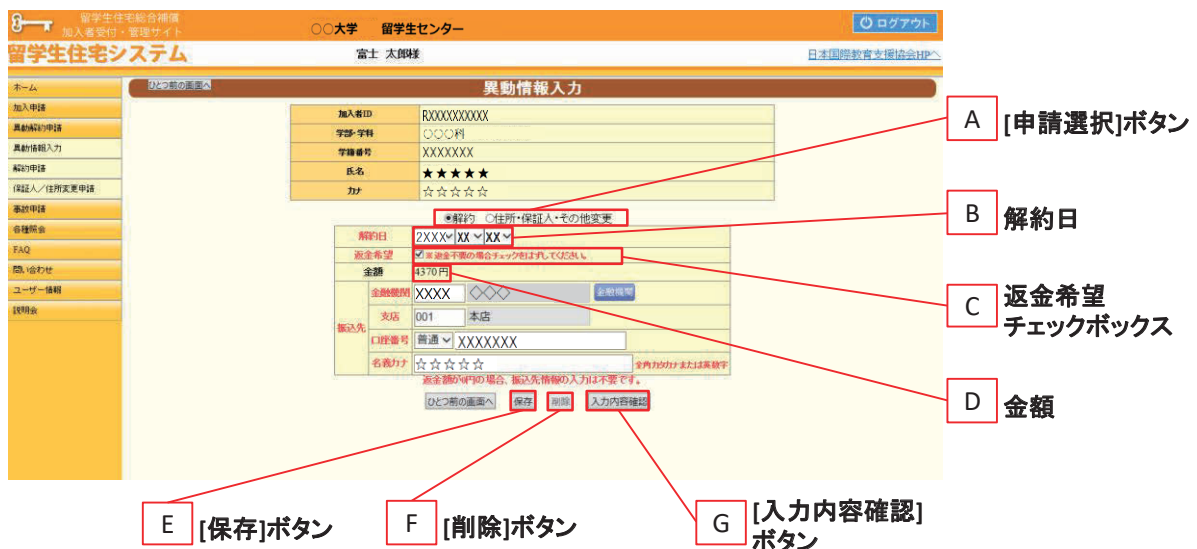 留学生住宅総合補償
加入者受付・管理サイト
○○大学 留学生センター
ログアウト
留学生住宅システム
富士 太郎様
日本国際教育支援協会HPへ
ホーム
加入申請
異動解約申請
異動情報入力
解約申請
保証人／住所変更申請
事故申請
各種照会
FAQ
問い合わせ
ユーザー情報
説明会
ひとつ前の画面へ
異動情報入力
加入者ID RXXXXXXXXXX
学部・学科 ○○○科
学籍番号 XXXXXXX
氏名 ★★★★★
カナ ☆☆☆☆☆
◉解約 ○住所・保証人・その他変更
解約日 2XXX XX XX
返金希望 ☑※返金不要の場合チェックをはずしてください。
金額 4370円
振込先
金融機関 XXXX ◇◇◇ 金融機関
支店 001 本店
口座番号 普通 XXXXXXX
名義カナ ☆☆☆☆☆ 全角カタカナまたは英数字
返金額が0円の場合、振込先情報の入力は不要です。
ひとつ前の画面へ 保存 削除 入力内容確認
A [申請選択]ボタン
B 解約日
C 返金希望
チェックボックス
D 金額
E [保存]ボタン
F [削除]ボタン
G [入力内容確認]
ボタン